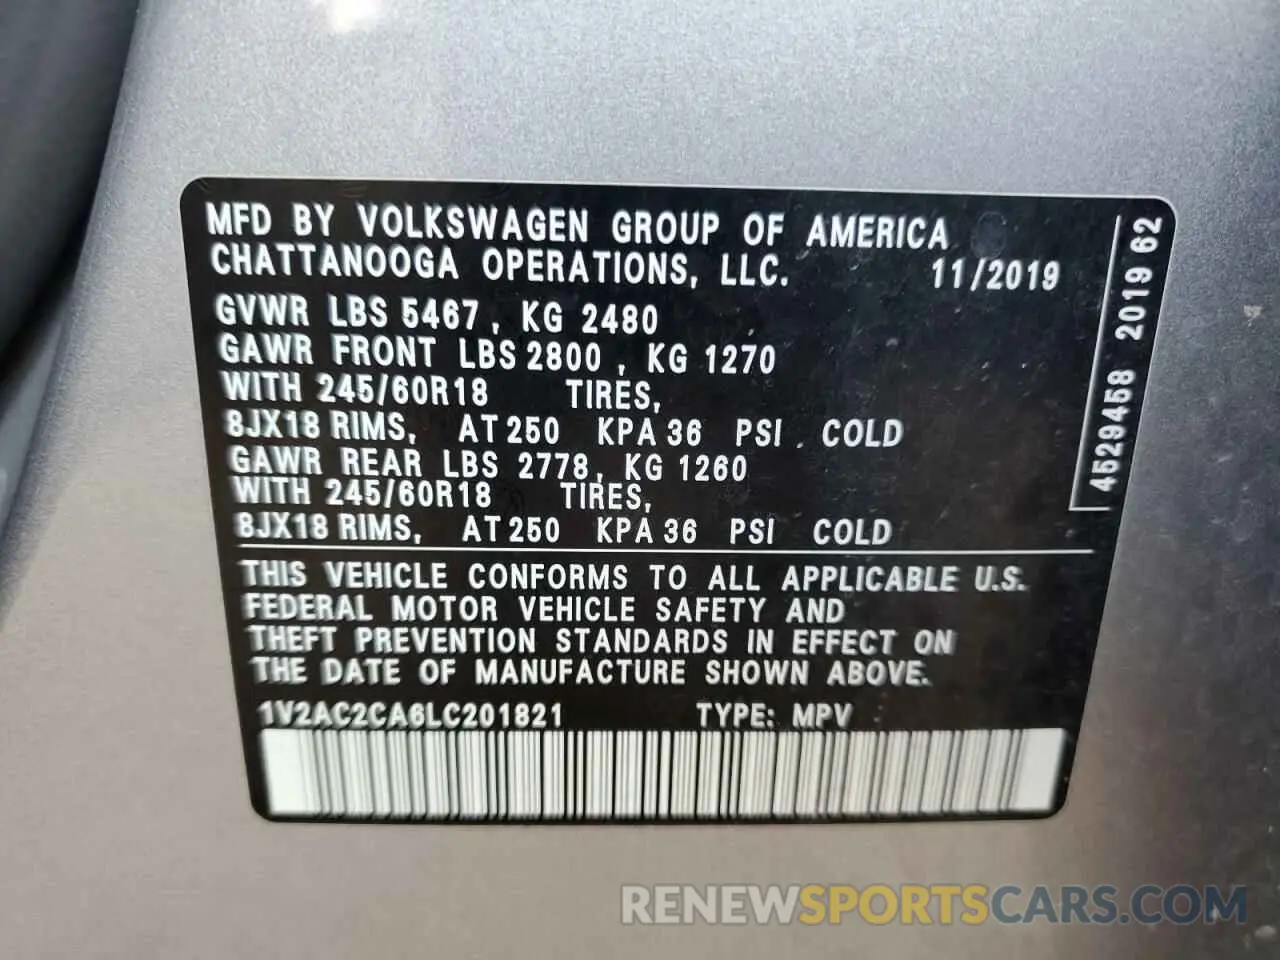 MFD BY VOLKSWAGEN GROUP OF AMERICA
CHATTANOOGA OPERATIONS, LLC. 11/2019
GVWR LBS 5467, KG 2480
GAWR FRONT LBS 2800, KG 1270
WITH 245/60R18 TIRES,
8JX18 RIMS, AT 250 KPA 36 PSI. COLD
GAWR REAR LBS 2778, KG 1260
WITH 245/60R18 TIRES,
8JX18 RIMS, AT 250 KPA 36 PSI COLD
THIS VEHICLE CONFORMS TO ALL APPLICABLE U.S.
FEDERAL MOTOR VEHICLE SAFETY AND
THEFT PREVENTION STANDARDS IN EFFECT ON
THE DATE OF MANUFACTURE SHOWN ABOVE.
1V2AC2CA6LC201821 TYPE: MPV
4529458 2019 62
RENEWSPORTSCARS.COM